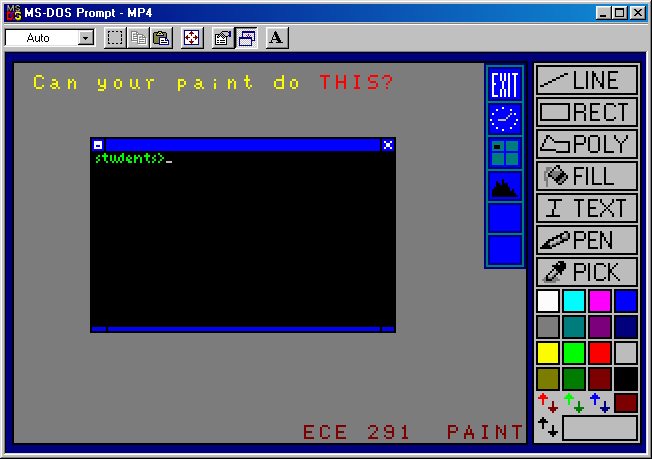 MS-DOS Prompt - MP4
Auto
A
Can your paint do THIS?
EXIT
students>_
LINE
RECT
POLY
FILL
TEXT
PEN
PICK
ECE 291 PAINT